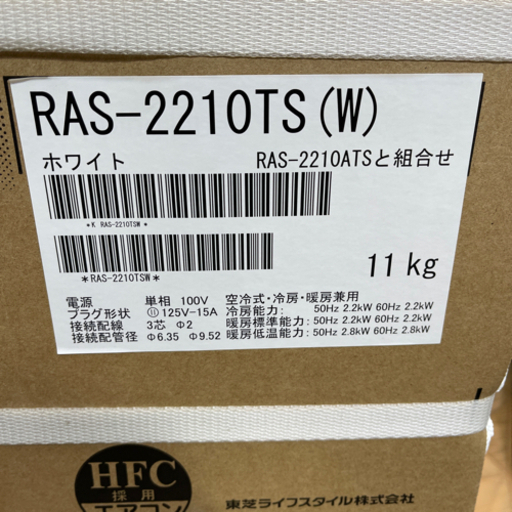 RAS-2210TS(W)
ホワイト RAS-2210ATSと組合せ
*K RAS-2210TSW*
*RAS-2210TSW*
11kg
電源 単相 100V 空冷式・冷房・暖房兼用
プラグ形状 125V-15A 冷房能力: 50Hz 2.2kW 60Hz 2.2kW
接続配線 3芯 Φ2 暖房標準能力: 50Hz 2.2kW 60Hz 2.2kW
接続配管径 Φ6.35 Φ9.52 暖房低温能力: 50Hz 2.8kW 60Hz 2.8kW
HFC
採用
エアコン
東芝ライフスタイル株式会社